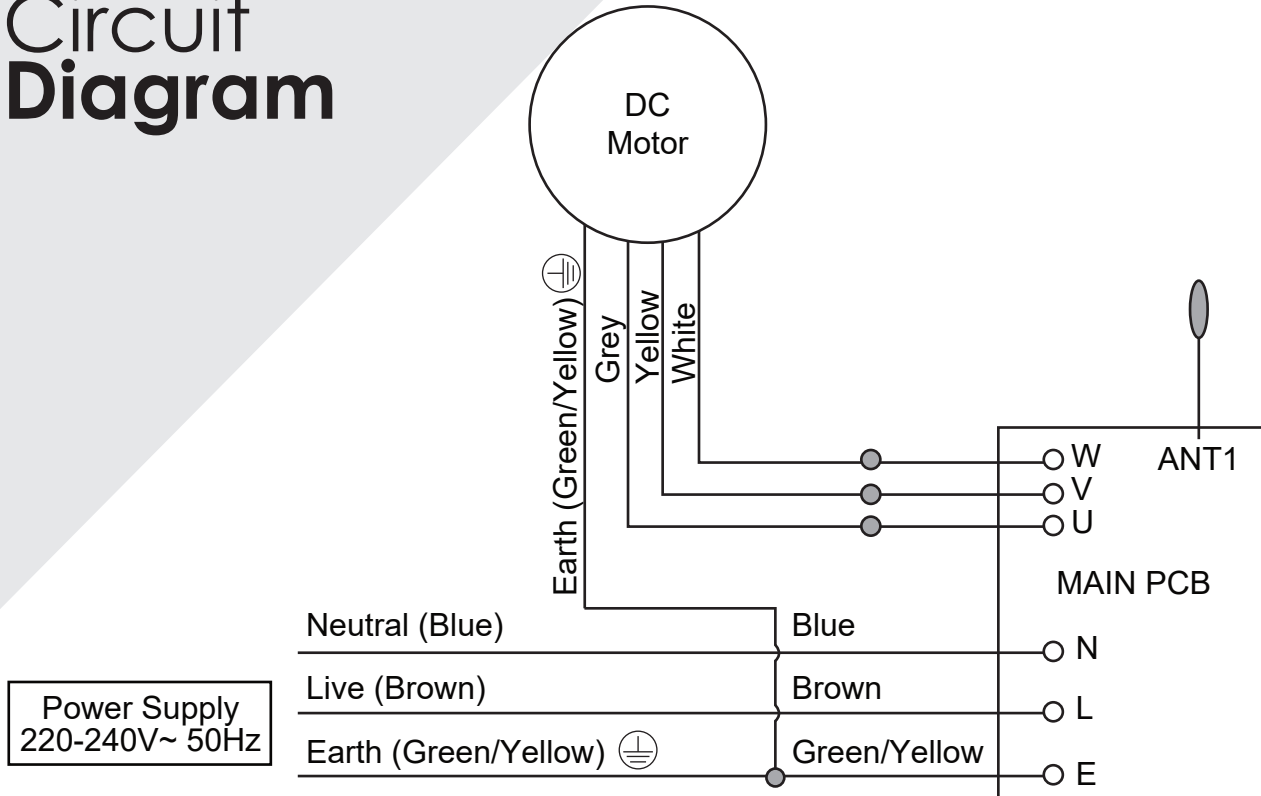 Circuit
Diagram
DC
Motor
Earth (Green/Yellow)
Grey
Yellow
White
W
V
U
ANT1
MAIN PCB
Neutral (Blue)
Blue
N
Live (Brown)
Brown
L
Power Supply
220-240V~ 50Hz
Earth (Green/Yellow)
Green/Yellow
E